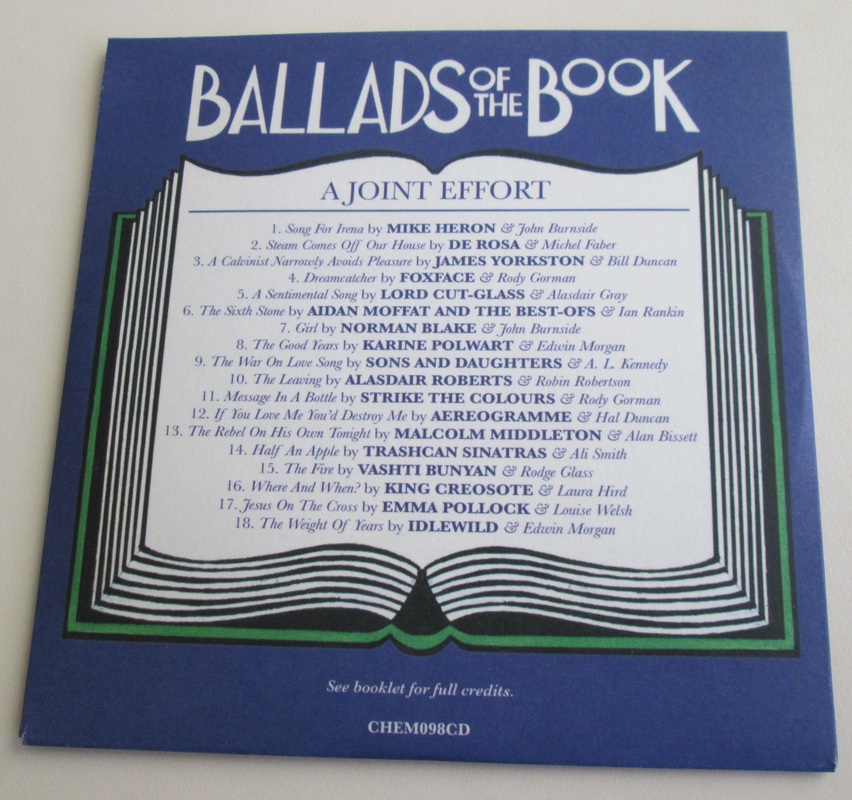 BALLADS OF THE BOOK
A JOINT EFFORT
1. Song For Irena by MIKE HERON & John Burnside
2. Steam Comes Off Our House by DE ROSA & Michel Faber
3. A Calvinist Narrowly Avoids Pleasure by JAMES YORKSTON & Bill Duncan
4. Dreamcatcher by FOXFACE & Rody Gorman
5. A Sentimental Song by LORD CUT-GLASS & Alasdair Gray
6. The Sixth Stone by AIDAN MOFFAT AND THE BEST-OFS & Ian Rankin
7. Girl by NORMAN BLAKE & John Burnside
8. The Good Years by KARINE POLWART & Edwin Morgan
9. The War On Love Song by SONS AND DAUGHTERS & A. L. Kennedy
10. The Leaving by ALASDAIR ROBERTS & Robin Robertson
11. Message In A Bottle by STRIKE THE COLOURS & Rody Gorman
12. If You Love Me You'd Destroy Me by AEREOGRAMME & Hal Duncan
13. The Rebel On His Own Tonight by MALCOLM MIDDLETON & Alan Bissett
14. Half An Apple by TRASHCAN SINATRAS & Ali Smith
15. The Fire by VASHTI BUNYAN & Rodge Glass
16. Where And When? by KING CREOSOTE & Laura Hird
17. Jesus On The Cross by EMMA POLLOCK & Louise Welsh
18. The Weight Of Years by IDLEWILD & Edwin Morgan
See booklet for full credits.
CHEM098CD